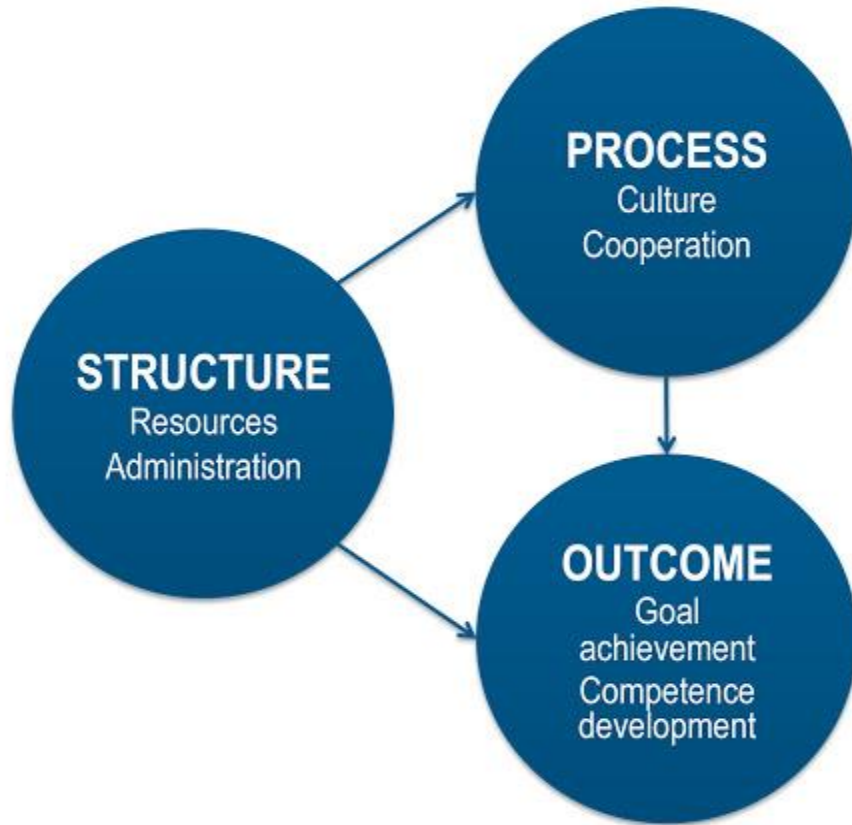 PROCESS
Culture
Cooperation
STRUCTURE
Resources
Administration
OUTCOME
Goal
achievement
Competence
development